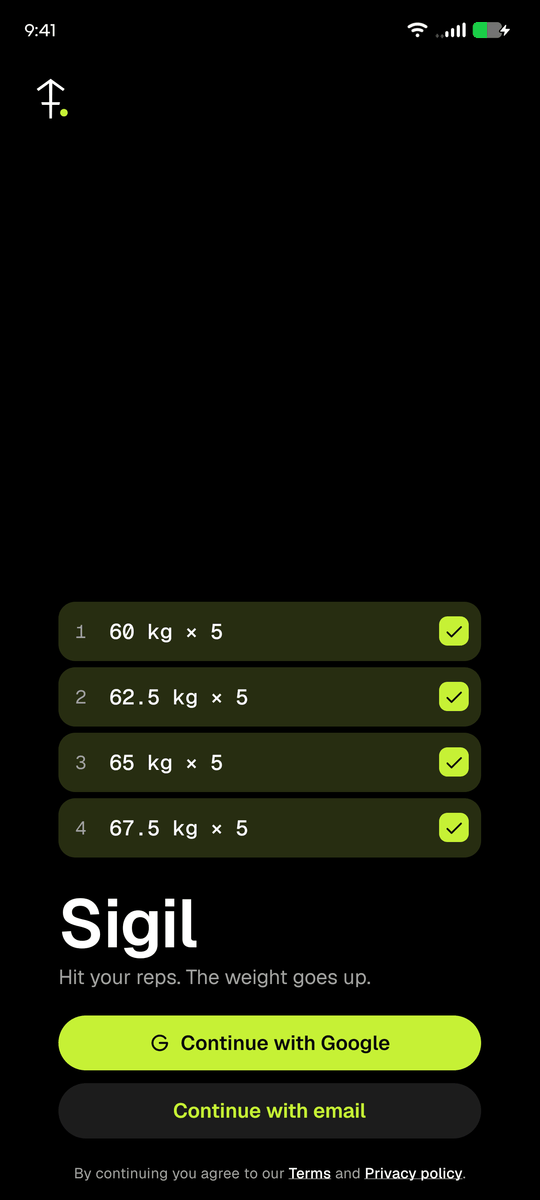 9:41
1 60 kg × 5
2 62.5 kg × 5
3 65 kg × 5
4 67.5 kg × 5
Sigil
Hit your reps. The weight goes up.
Continue with Google
Continue with email
By continuing you agree to our Terms and Privacy policy.